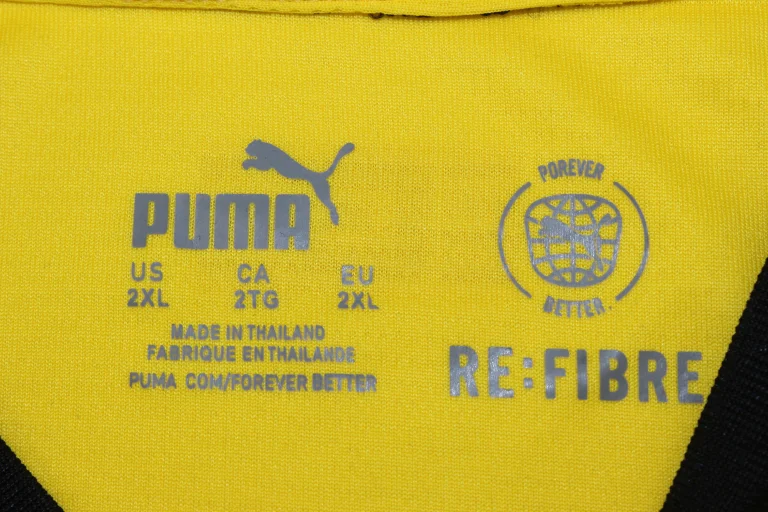 PUMA
US CA EU
2XL 2TG 2XL
MADE IN THAILAND
FABRIQUE EN THAILANDE
PUMA COM/FOREVER BETTER
POREVER
BETTER.
RE:FIBRE